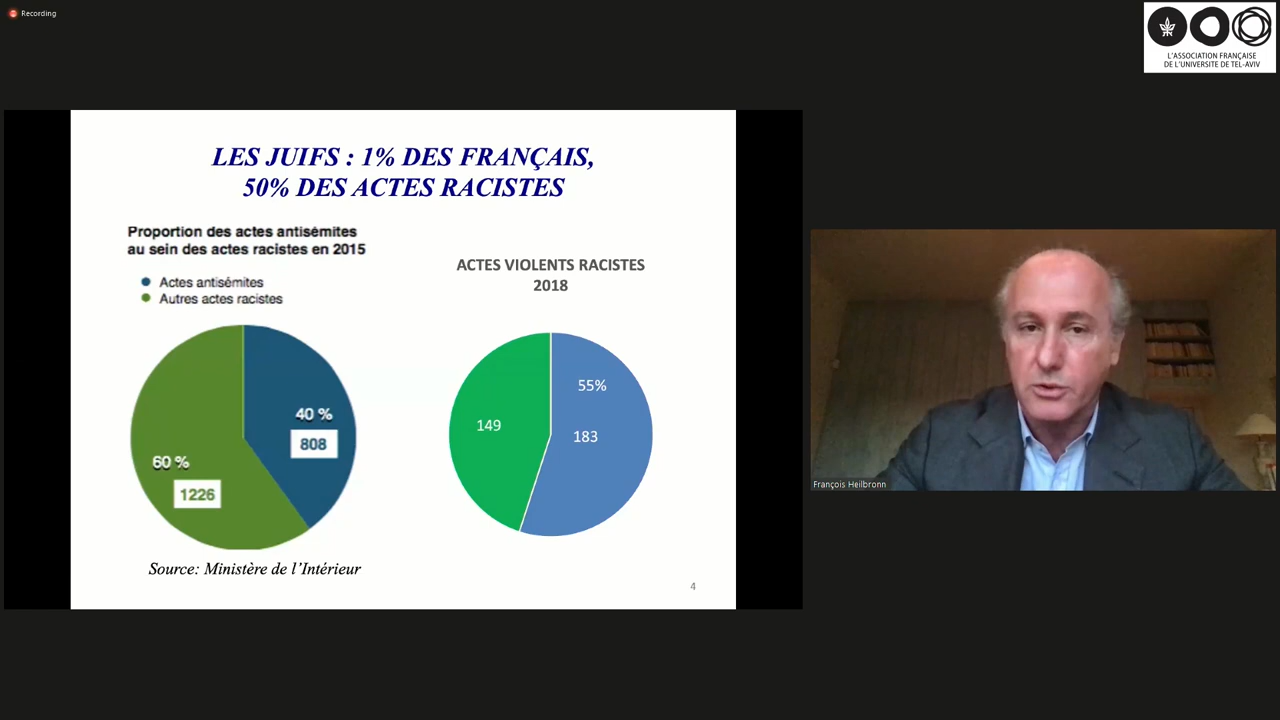 Recording
L'ASSOCIATION FRANÇAISE
DE L'UNIVERSITE DE TEL-AVIV
LES JUIFS : 1% DES FRANÇAIS,
50% DES ACTES RACISTES
Proportion des actes antisémites
au sein des actes racistes en 2015
Actes antisémites
Autres actes racistes
40 %
808
60 %
1226
Source: Ministère de l'Intérieur
ACTES VIOLENTS RACISTES
2018
55%
149
183
4
François Heilbronn